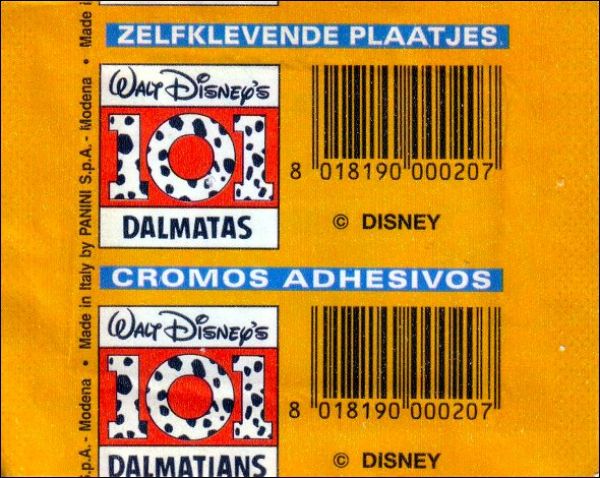 ZELFKLEVENDE PLAATJES
WALT DISNEY'S
101
DALMATAS
8 018190 000207
© DISNEY
CROMOS ADHESIVOS
WALT DISNEY'S
101
DALMATIANS
8 018190 000207
© DISNEY
S.p.A. - Modena • Made in Italy by PANINI S.p.A. - Modena • Made in